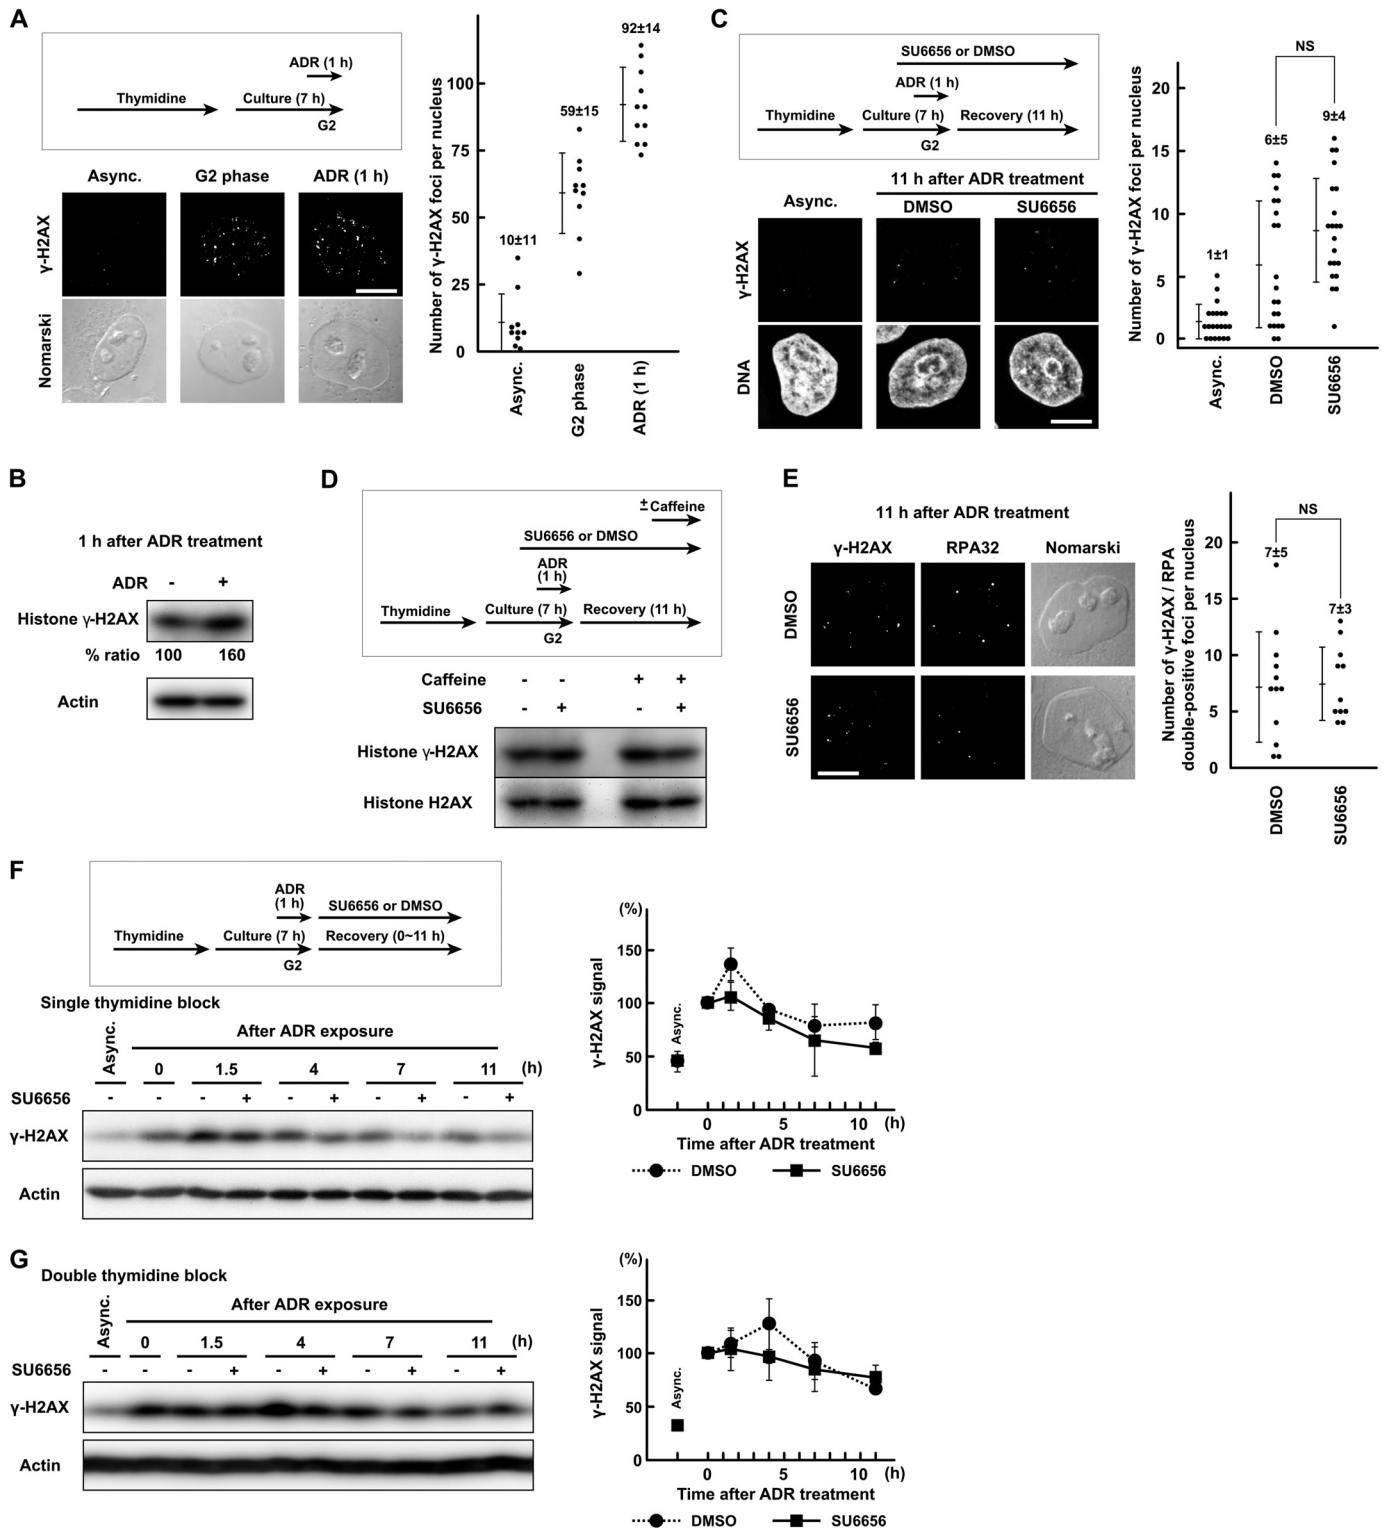 A
ADR (1 h)
Thymidine
Culture (7 h)
G2
Async.
G2 phase
ADR (1 h)
γ-H2AX
Nomarski
Number of γ-H2AX foci per nucleus
100
75
50
25
0
10±11
59±15
92±14
Async.
G2 phase
ADR (1 h)
C
SU6656 or DMSO
ADR (1 h)
Thymidine
Culture (7 h)
Recovery (11 h)
G2
11 h after ADR treatment
Async.
DMSO
SU6656
γ-H2AX
DNA
Number of γ-H2AX foci per nucleus
20
15
10
5
0
NS
1±1
6±5
9±4
Async.
DMSO
SU6656
B
1 h after ADR treatment
ADR - +
Histone γ-H2AX
% ratio 100 160
Actin
D
± Caffeine
SU6656 or DMSO
ADR
(1 h)
Thymidine
Culture (7 h)
Recovery (11 h)
G2
Caffeine - - + +
SU6656 - + - +
Histone γ-H2AX
Histone H2AX
E
11 h after ADR treatment
γ-H2AX
RPA32
Nomarski
DMSO
SU6656
Number of γ-H2AX / RPA
double-positive foci per nucleus
20
15
10
5
0
NS
7±5
7±3
DMSO
SU6656
F
ADR
(1 h)
SU6656 or DMSO
Thymidine
Culture (7 h)
Recovery (0~11 h)
G2
Single thymidine block
Async.
After ADR exposure
0 1.5 4 7 11 (h)
SU6656 - - - + - + - + - +
γ-H2AX
Actin
(%)
γ-H2AX signal
150
100
50
0
Async.
0 5 10 (h)
Time after ADR treatment
DMSO
SU6656
G
Double thymidine block
Async.
After ADR exposure
0 1.5 4 7 11 (h)
SU6656 - - - + - + - + - +
γ-H2AX
Actin
(%)
γ-H2AX signal
150
100
50
0
Async.
0 5 10 (h)
Time after ADR treatment
DMSO
SU6656